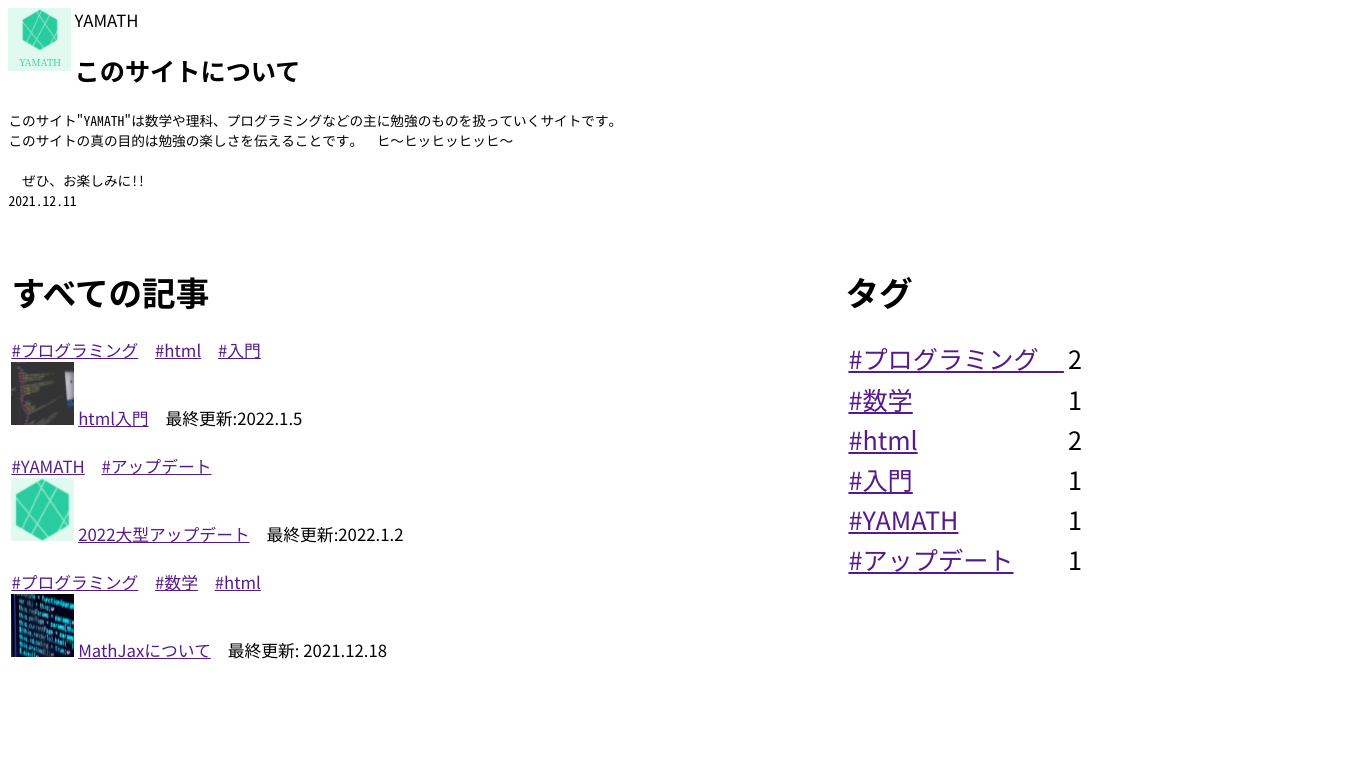 YAMATH
YAMATH
このサイトについて
このサイト"YAMATH"は数学や理科、プログラミングなどの主に勉強のものを扱っていくサイトです。
このサイトの真の目的は勉強の楽しさを伝えることです。　ヒ～ヒッヒッヒッヒ～
　ぜひ、お楽しみに!!
2021.12.11
すべての記事
#プログラミング　#html　#入門
html入門　最終更新:2022.1.5
#YAMATH　#アップデート
2022大型アップデート　最終更新:2022.1.2
#プログラミング　#数学　#html
MathJaxについて　最終更新: 2021.12.18
タグ
#プログラミング　2
#数学 1
#html 2
#入門 1
#YAMATH 1
#アップデート 1